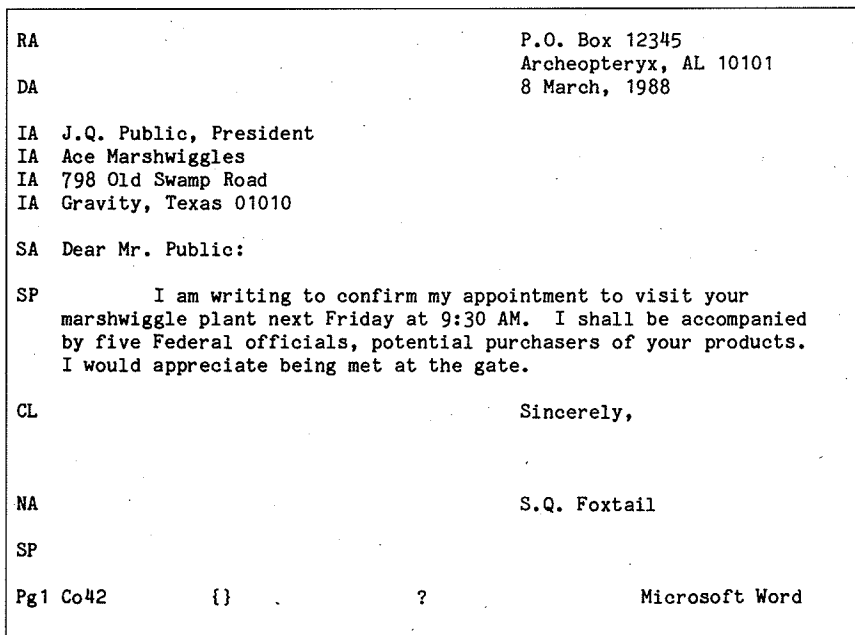 RA P.O. Box 12345
Archeopteryx, AL 10101
DA 8 March, 1988
IA J.Q. Public, President
IA Ace Marshwiggles
IA 798 Old Swamp Road
IA Gravity, Texas 01010
SA Dear Mr. Public:
SP I am writing to confirm my appointment to visit your
marshwiggle plant next Friday at 9:30 AM. I shall be accompanied
by five Federal officials, potential purchasers of your products.
I would appreciate being met at the gate.
CL Sincerely,
NA S.Q. Foxtail
SP
Pg1 Co42 {} ? Microsoft Word